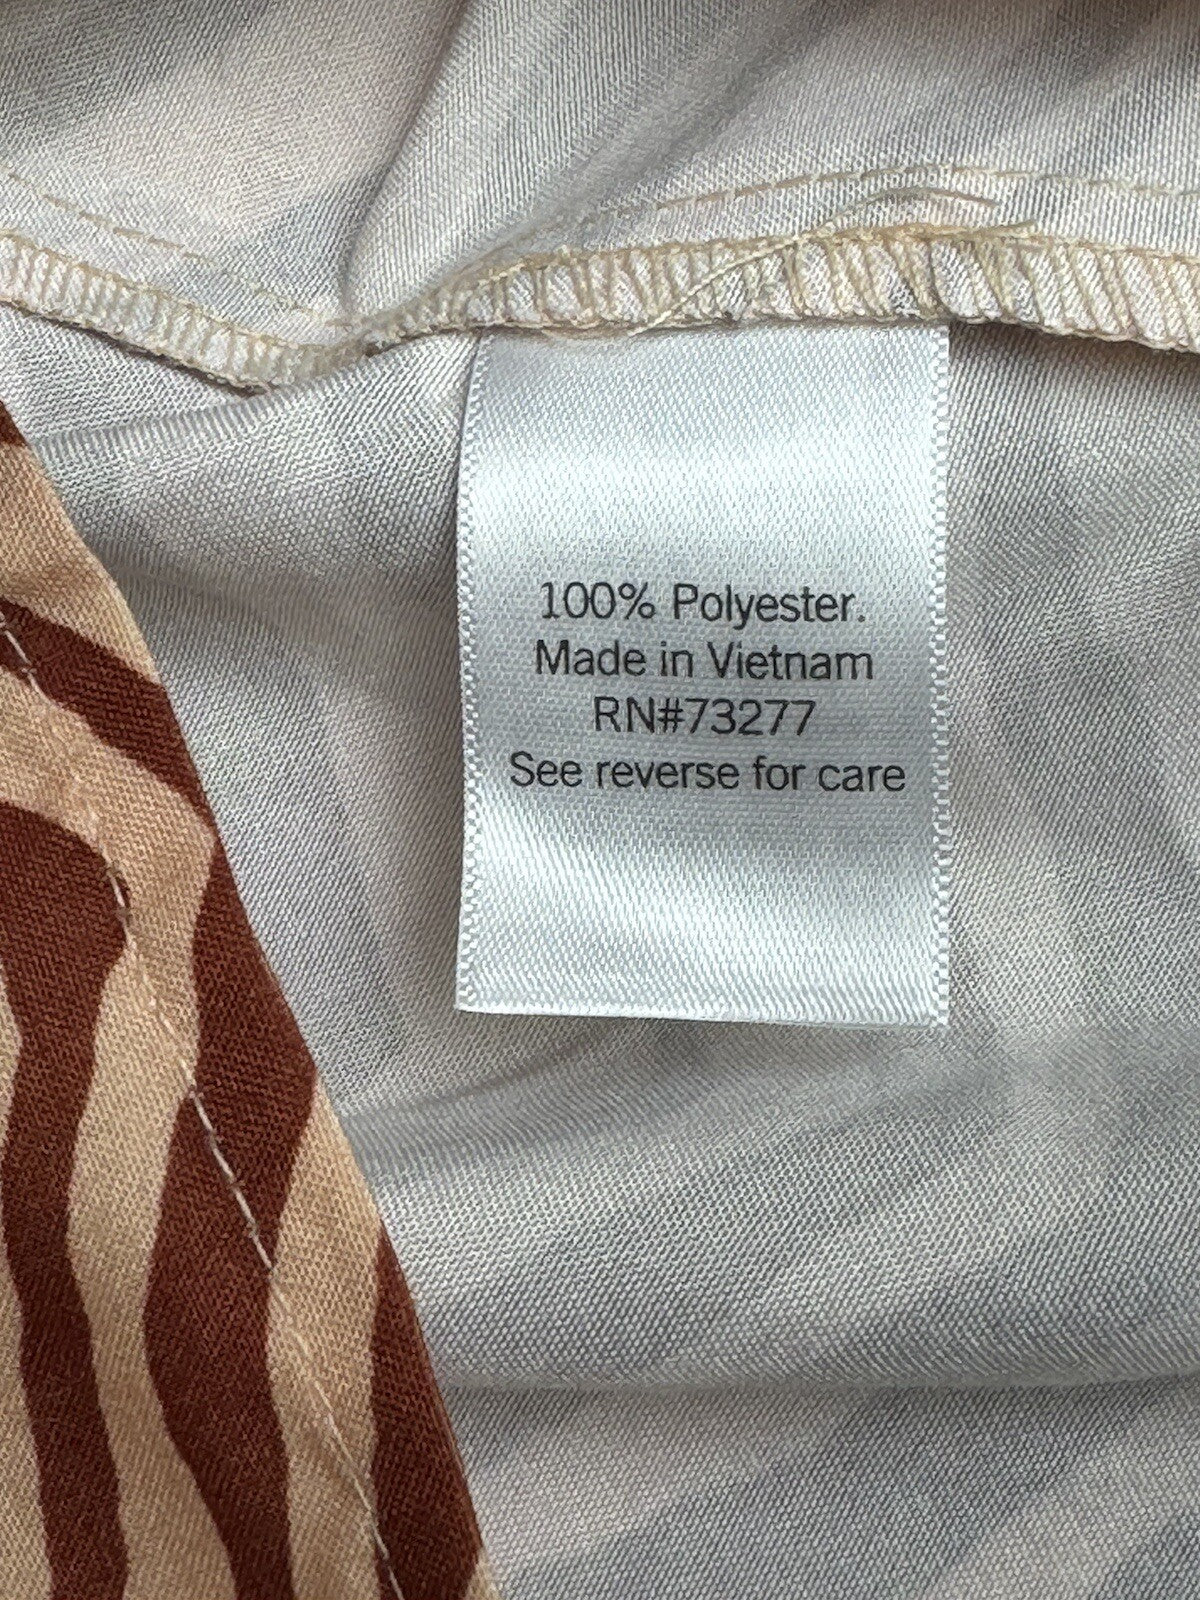 100% Polyester.
Made in Vietnam
RN#73277
See reverse for care